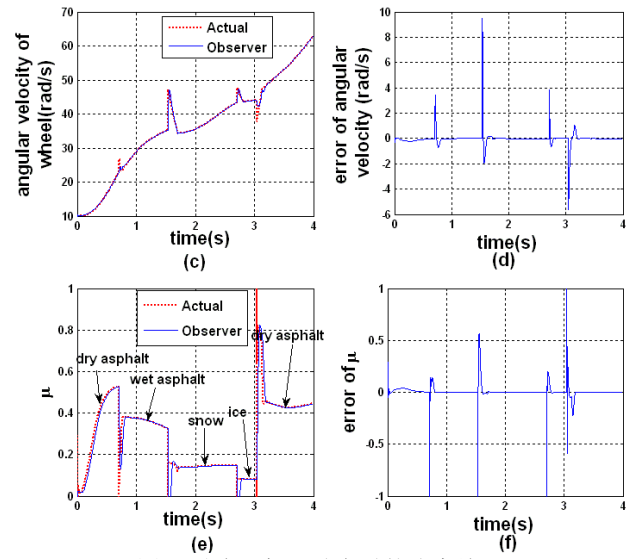 angular velocity of
wheel(rad/s)
70
60
50
40
30
20
10
0
1
2
3
4
Actual
Observer
time(s)
(c)
error of angular
velocity (rad/s)
10
8
6
4
2
0
-2
-4
-6
0
1
2
3
4
time(s)
(d)
μ
1
0.8
0.6
0.4
0.2
0
0
1
2
3
4
Actual
Observer
dry asphalt
wet asphalt
snow
ice
dry asphalt
time(s)
(e)
error of μ
1
0.5
0
-0.5
-1
0
1
2
3
4
time(s)
(f)